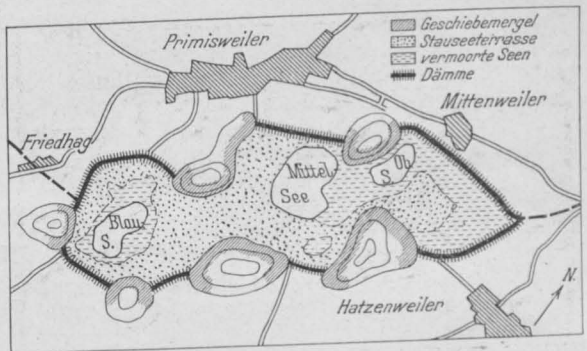 Geschiebemergel
Stauseeterrasse
vermoorte Seen
Dämme
Primisweiler
Mittenweiler
Friedhag
Mittel
See
Ob.
S.
Blau.
S.
Hatzenweiler
N.